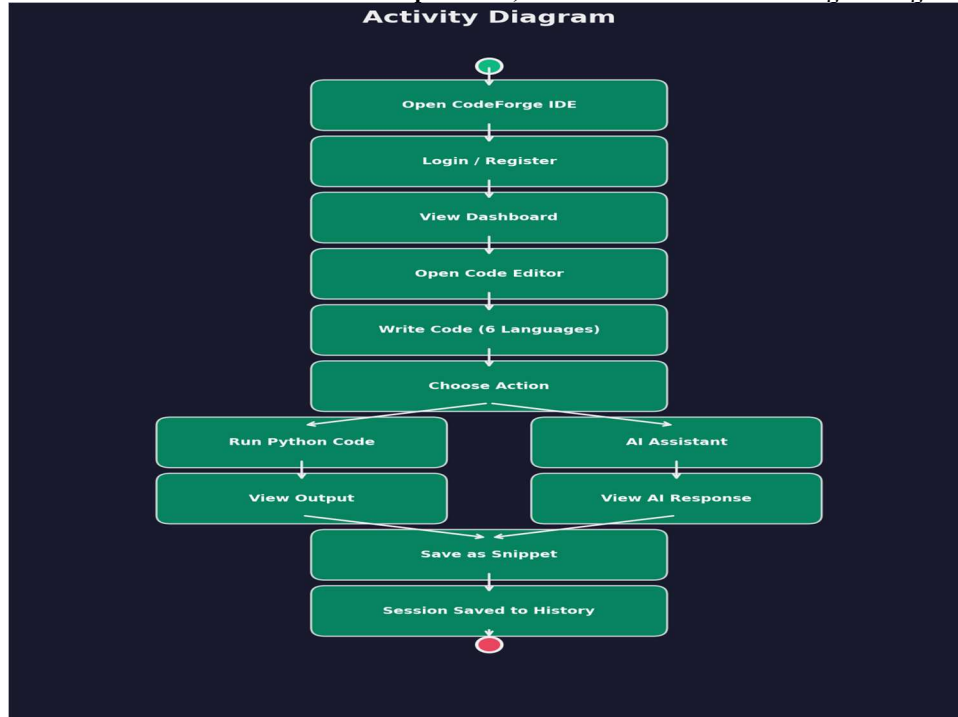 Activity Diagram
Open CodeForge IDE
Login / Register
View Dashboard
Open Code Editor
Write Code (6 Languages)
Choose Action
Run Python Code
AI Assistant
View Output
View AI Response
Save as Snippet
Session Saved to History